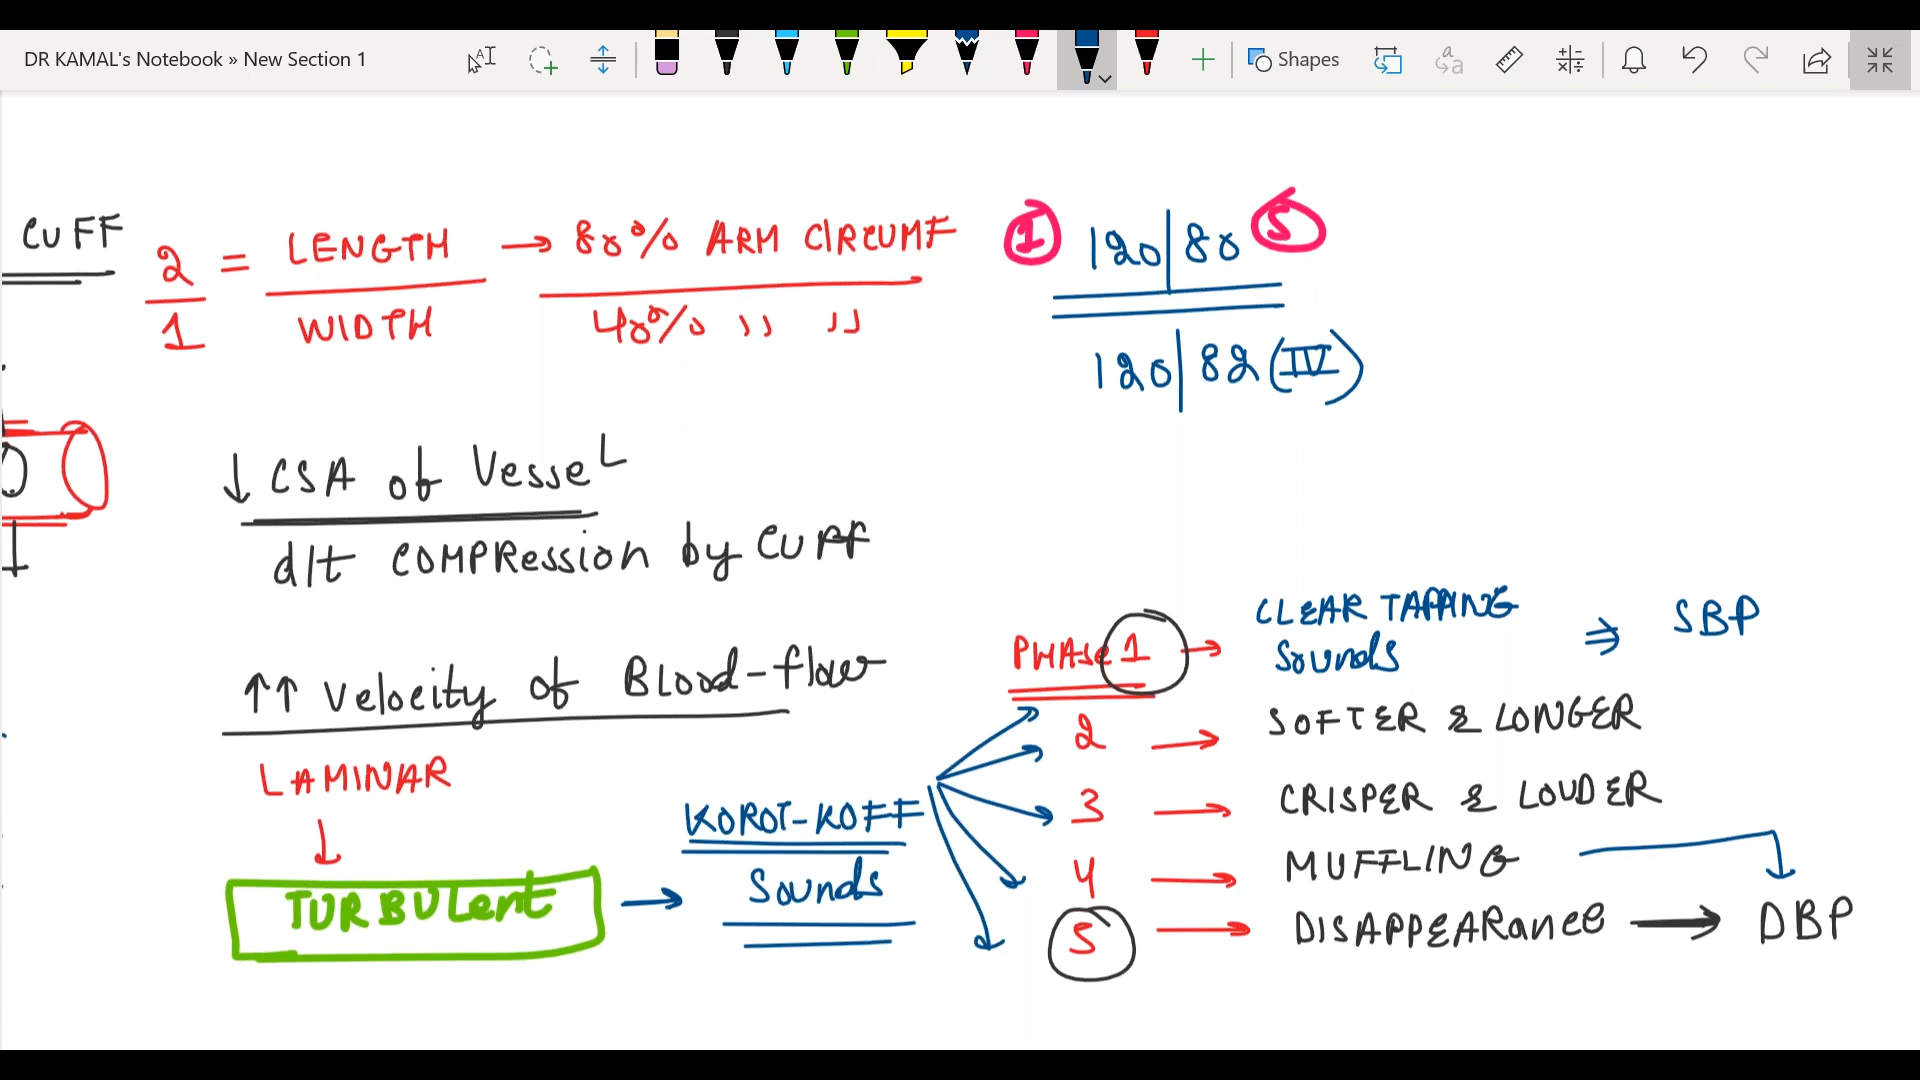 DR KAMAL's Notebook » New Section 1
Shapes
CUFF
2 = LENGTH → 80% ARM CIRCUMF
1 WIDTH 40% ,, ,,
I 120/80 5
120/82 (IV)
↓ CSA of Vessel
d/t COMPRession by CUFF
↑↑ Velocity of Blood-flow
LAMINAR
↓
TURBULent → KOROT-KOFF
Sounds
PHASE 1 → CLEAR TAPPING Sounds ⇒ SBP
2 → SOFTER & LONGER
3 → CRISPER & LOUDER
4 → MUFFLING
5 → DISAPPEARance → DBP